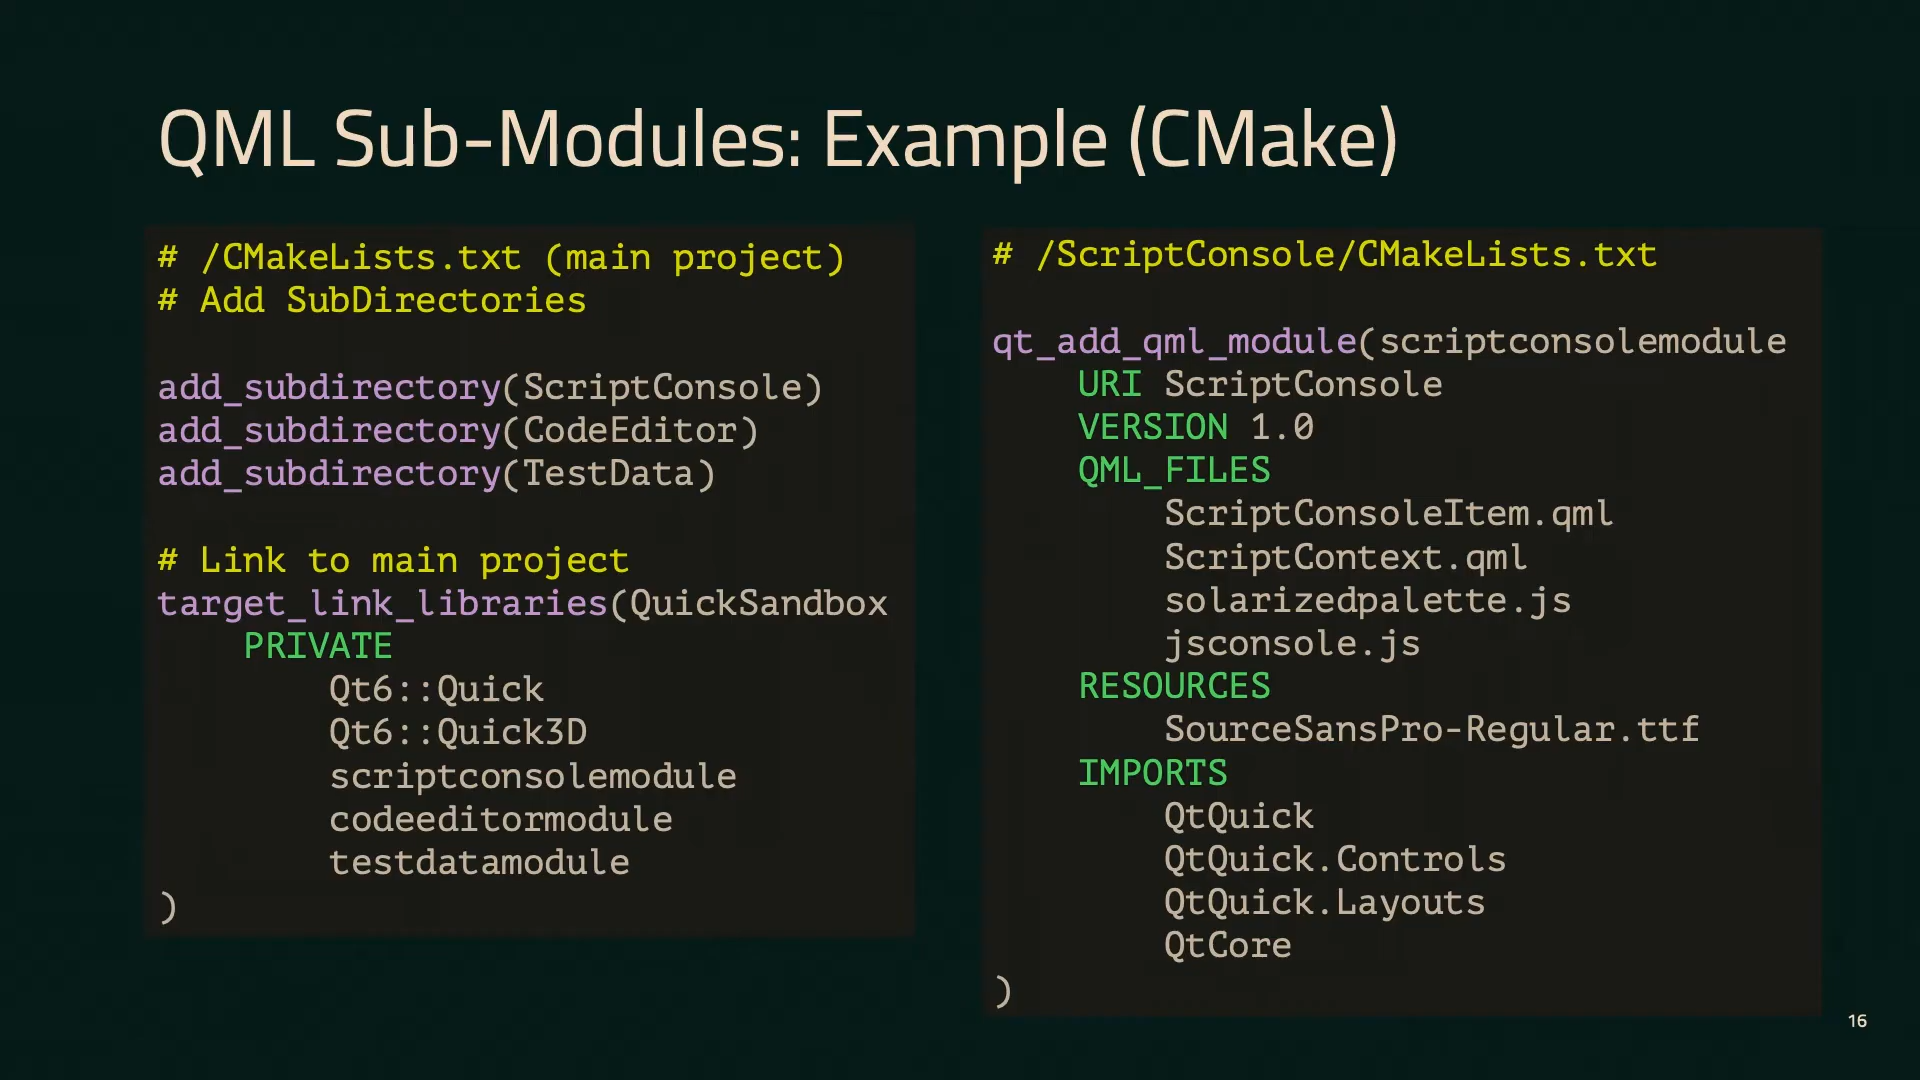 QML Sub-Modules: Example (CMake)
# /CMakeLists.txt (main project)
# Add SubDirectories
add_subdirectory(ScriptConsole)
add_subdirectory(CodeEditor)
add_subdirectory(TestData)
# Link to main project
target_link_libraries(QuickSandbox
PRIVATE
Qt6::Quick
Qt6::Quick3D
scriptconsolemodule
codeeditormodule
testdatamodule
)
# /ScriptConsole/CMakeLists.txt
qt_add_qml_module(scriptconsolemodule
URI ScriptConsole
VERSION 1.0
QML_FILES
ScriptConsoleItem.qml
ScriptContext.qml
solarizedpalette.js
jsconsole.js
RESOURCES
SourceSansPro-Regular.ttf
IMPORTS
QtQuick
QtQuick.Controls
QtQuick.Layouts
QtCore
)
16